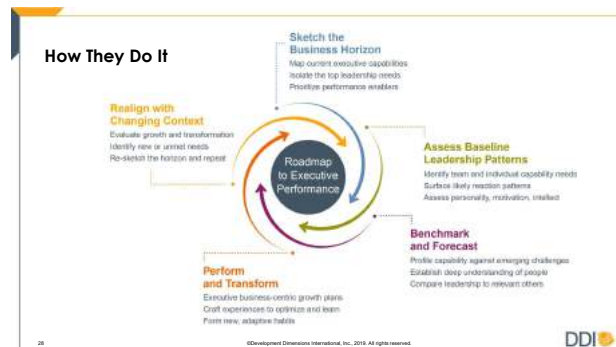 How They Do It
Sketch the
Business Horizon
Map current executive capabilities
Isolate the top leadership needs
Prioritize performance enablers
Assess Baseline
Leadership Patterns
Identify team and individual capability needs
Surface likely reaction patterns
Assess personality, motivation, intellect
Benchmark
and Forecast
Profile capability against emerging challenges
Establish deep understanding of people
Compare leadership to relevant others
Perform
and Transform
Executive business-centric growth plans
Craft experiences to optimize and learn
Form new, adaptive habits
Realign with
Changing Context
Evaluate growth and transformation
Identify new or unmet needs
Re-sketch the horizon and repeat
Roadmap
to Executive
Performance
28
©Development Dimensions International, Inc., 2019. All rights reserved.
DDI